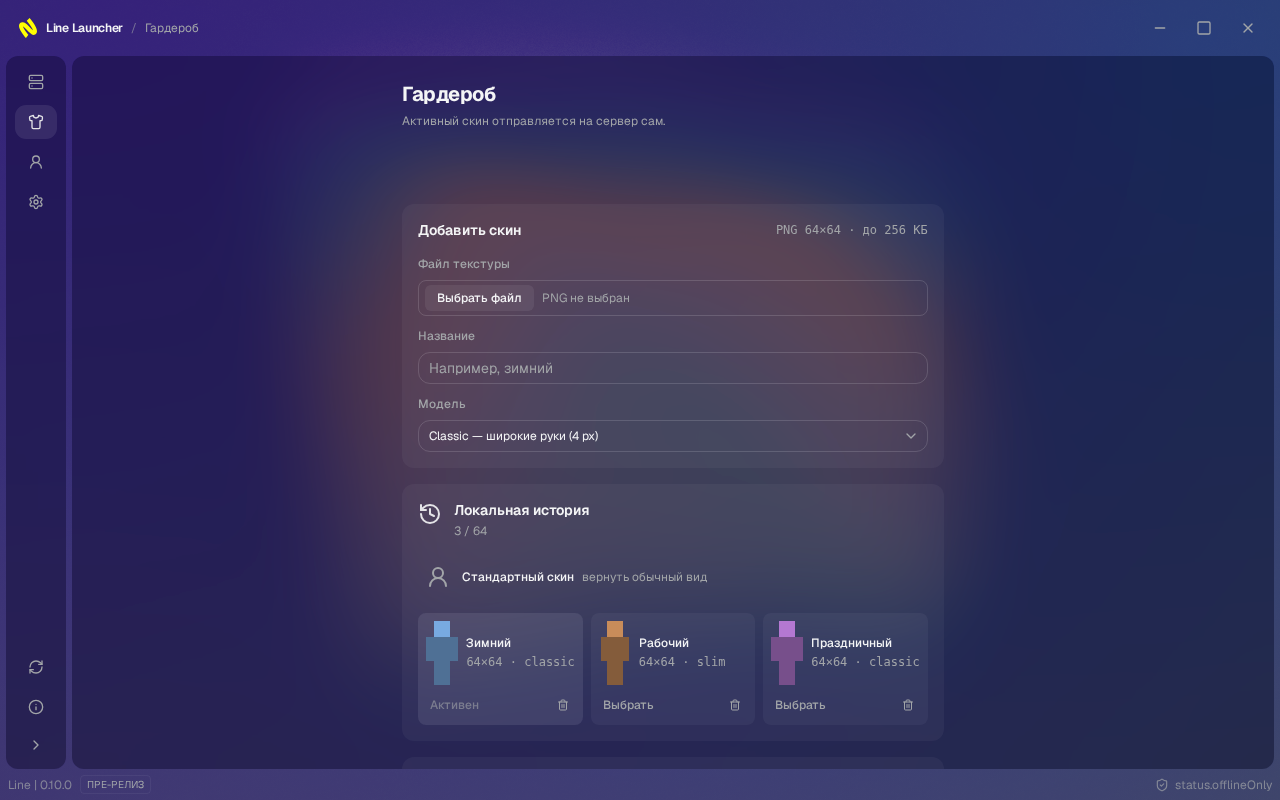 Line Launcher / Гардероб
Гардероб
Активный скин отправляется на сервер сам.
Добавить скин
PNG 64×64 · до 256 КБ
Файл текстуры
Выбрать файл
PNG не выбран
Название
Например, зимний
Модель
Classic — широкие руки (4 px)
Локальная история
3 / 64
Стандартный скин вернуть обычный вид
Зимний
64×64 · classic
Активен
Рабочий
64×64 · slim
Выбрать
Праздничный
64×64 · classic
Выбрать
Line | 0.10.0
ПРЕ-РЕЛИЗ
status.offlineOnly